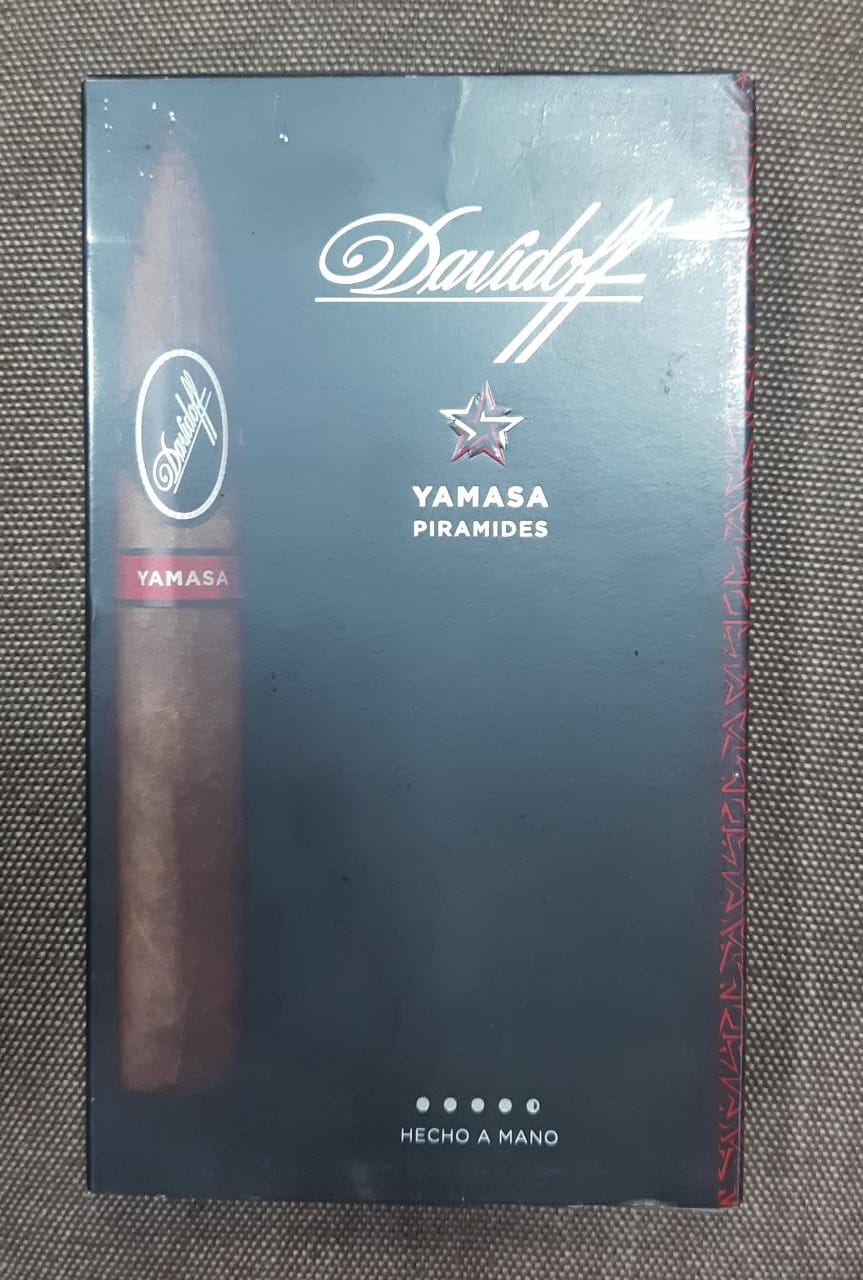 Davidoff
YAMASA
PIRAMIDES
Davidoff
YAMASA
HECHO A MANO